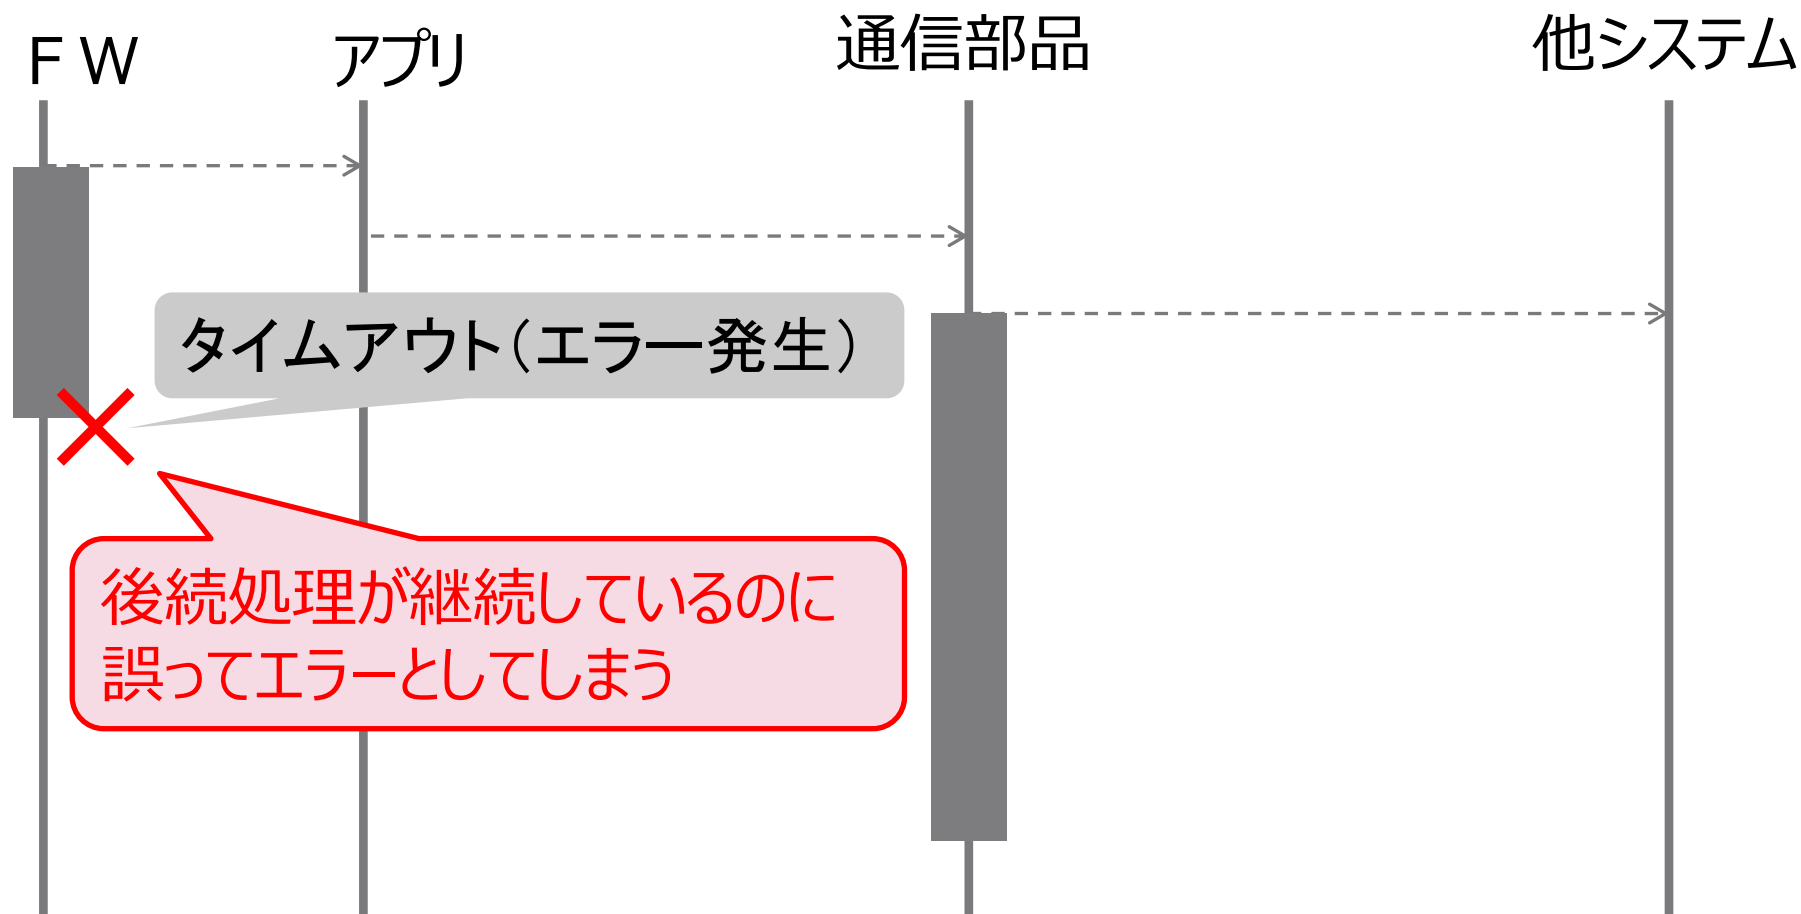 ＦＷ
アプリ
通信部品
他システム
タイムアウト（エラー発生）
後続処理が継続しているのに
誤ってエラーとしてしまう